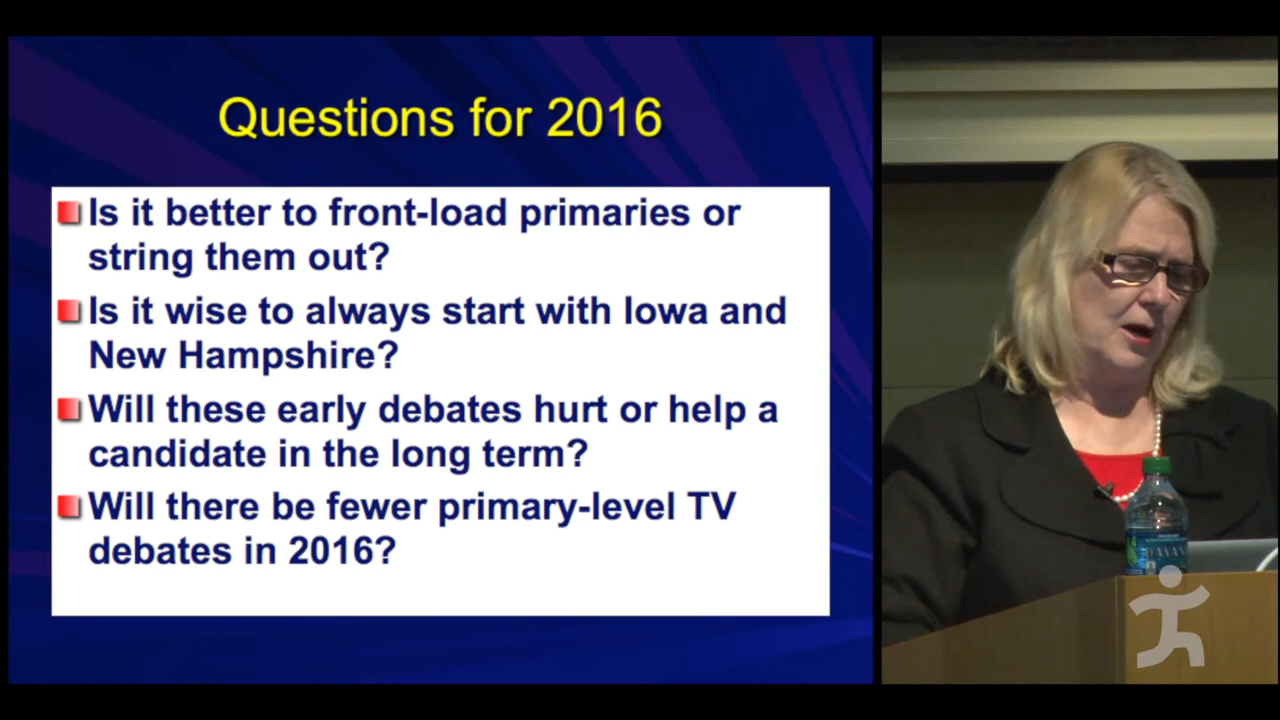 Questions for 2016
Is it better to front-load primaries or
string them out?
Is it wise to always start with Iowa and
New Hampshire?
Will these early debates hurt or help a
candidate in the long term?
Will there be fewer primary-level TV
debates in 2016?
DASANI